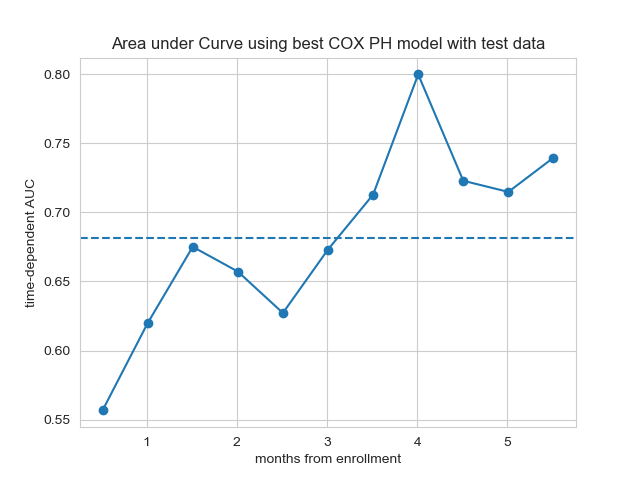 Area under Curve using best COX PH model with test data
0.80
0.75
0.70
0.65
0.60
0.55
time-dependent AUC
1 2 3 4 5
months from enrollment